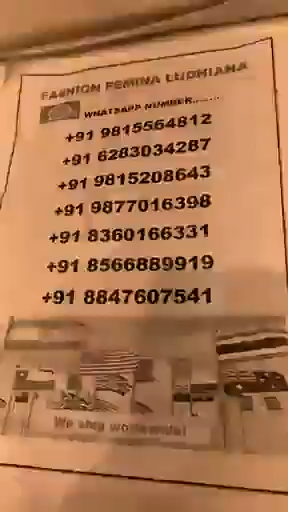 FASHION FEMINA LUDHIANA
WHATSAPP NUMBER.......
+91 9815564812
+91 6283034287
+91 9815208643
+91 9877016398
+91 8360166331
+91 8566889919
+91 8847607541
We ship worldwide!